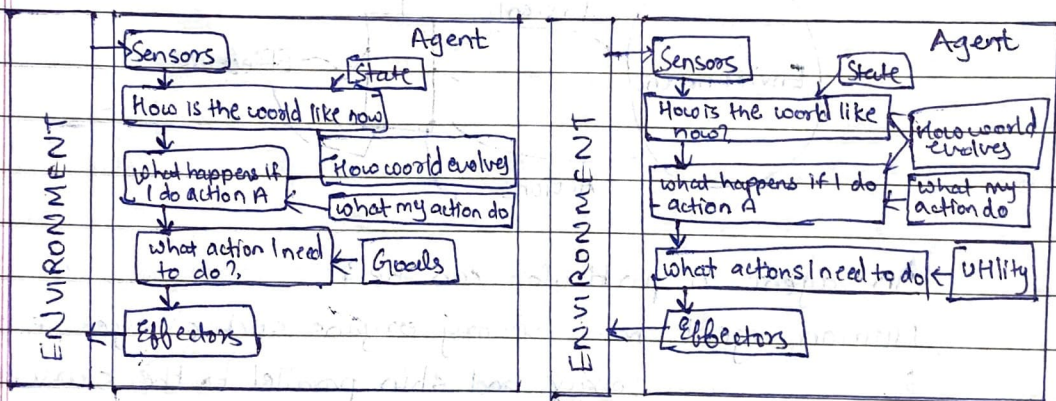 Agent
Sensors
State
How is the woorld like now
How woorld evolves
What happens if
I do action A
what my action do
what action I need
to do?,
Goals
Effectors
ENVIRONMENT
Agent
Sensors
State
How is the world like
now?
How world
evolves
what happens if I do
action A
what my
action do
what actions I need to do
Utility
Effectors
ENVIRONMENT